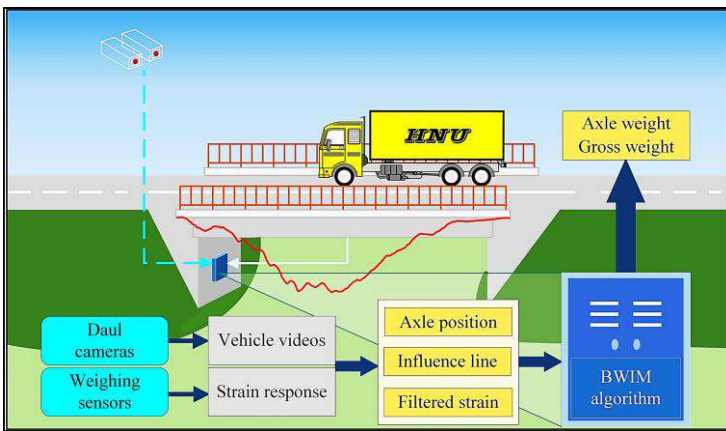 HNU
Axle weight
Gross weight
Daul
cameras
Vehicle videos
Weighing
sensors
Strain response
Axle position
Influence line
Filtered strain
BWIM
algorithm